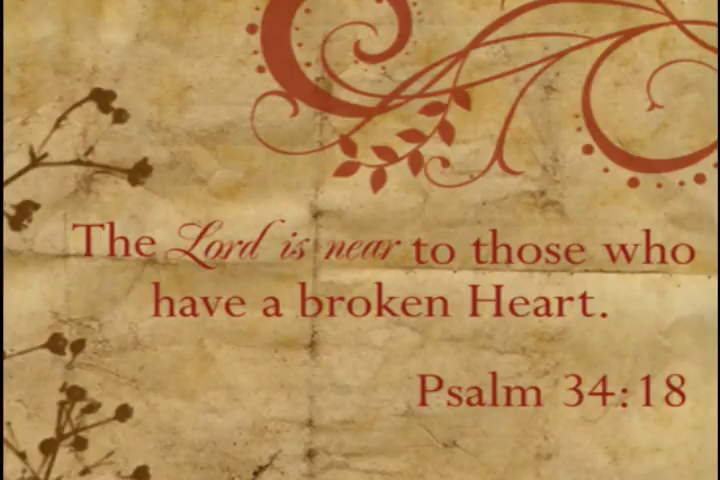 The Lord is near to those who
have a broken Heart.
Psalm 34:18